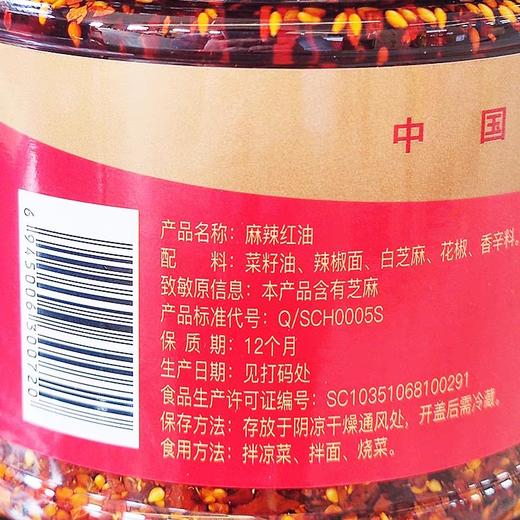 中 国
产品名称：麻辣红油
配 料：菜籽油、辣椒面、白芝麻、花椒、香辛料。
致敏原信息：本产品含有芝麻
产品标准代号：Q/SCH0005S
保 质 期：12个月
生产日期：见打码处
食品生产许可证编号：SC10351068100291
保存方法：存放于阴凉干燥通风处，开盖后需冷藏。
食用方法：拌凉菜、拌面、烧菜。
6 945006 300720